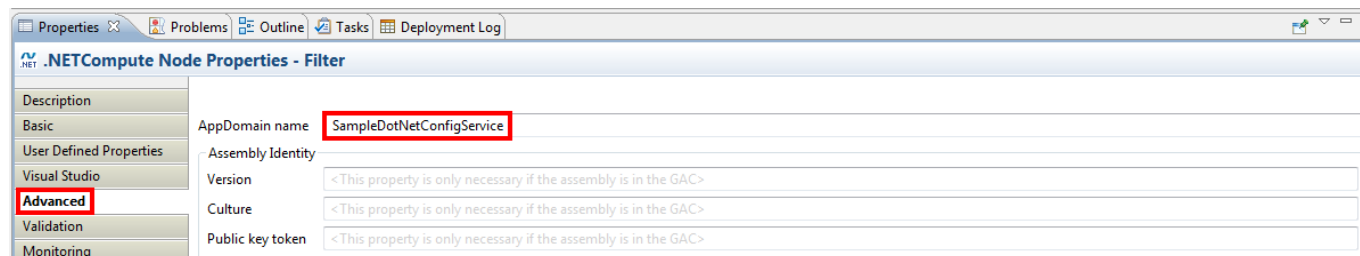 Properties Problems Outline Tasks Deployment Log
.NET .NETCompute Node Properties - Filter
Description
Basic
User Defined Properties
Visual Studio
Advanced
Validation
Monitoring
AppDomain name SampleDotNetConfigService
Assembly Identity
Version <This property is only necessary if the assembly is in the GAC>
Culture <This property is only necessary if the assembly is in the GAC>
Public key token <This property is only necessary if the assembly is in the GAC>